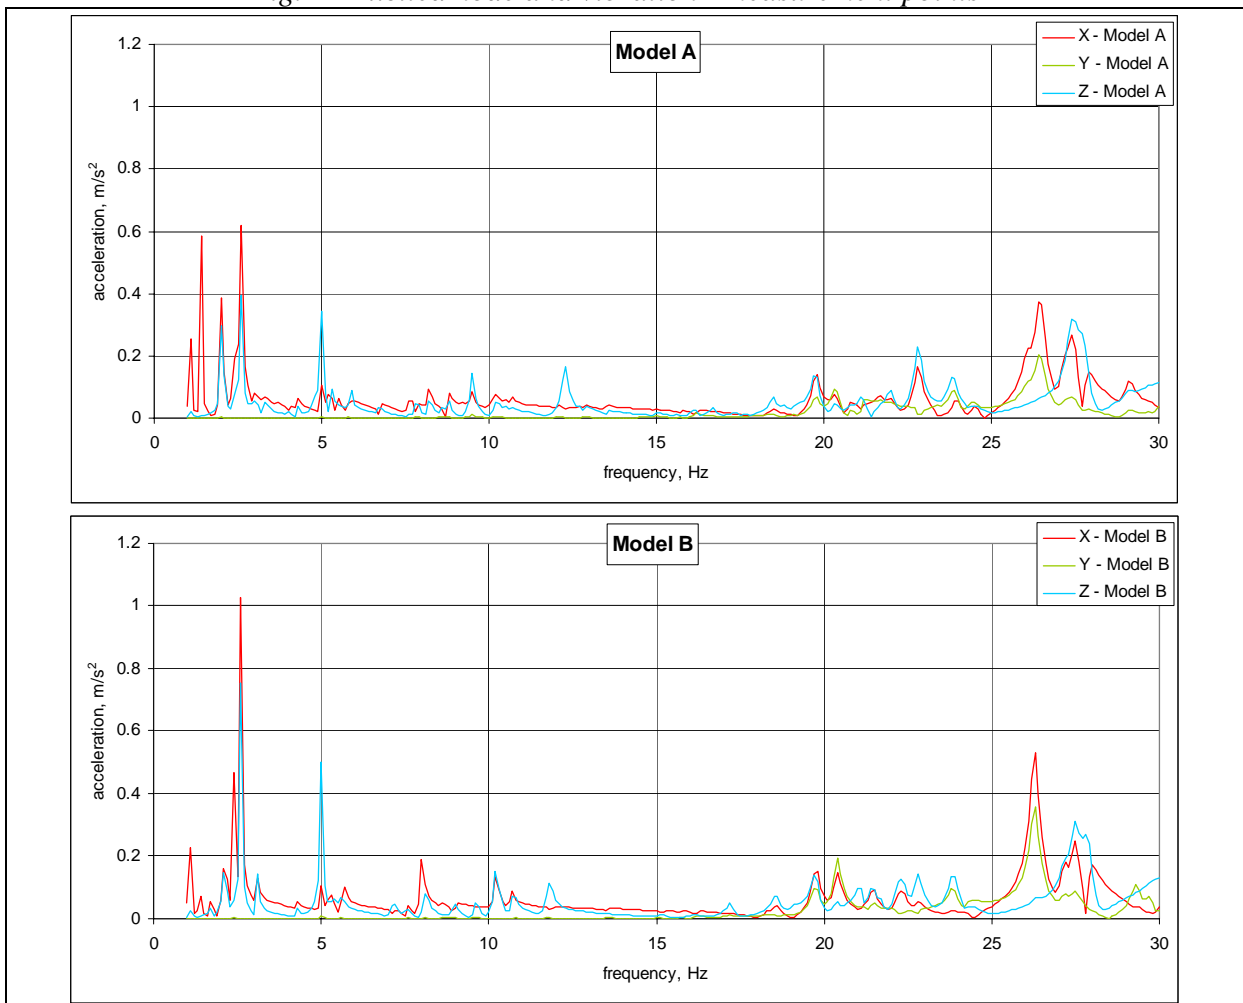 Model A
X - Model A
Y - Model A
Z - Model A
1.2
1
0.8
0.6
0.4
0.2
0
acceleration, m/s²
0 5 10 15 20 25 30
frequency, Hz
Model B
X - Model B
Y - Model B
Z - Model B
1.2
1
0.8
0.6
0.4
0.2
0
acceleration, m/s²
0 5 10 15 20 25 30
frequency, Hz